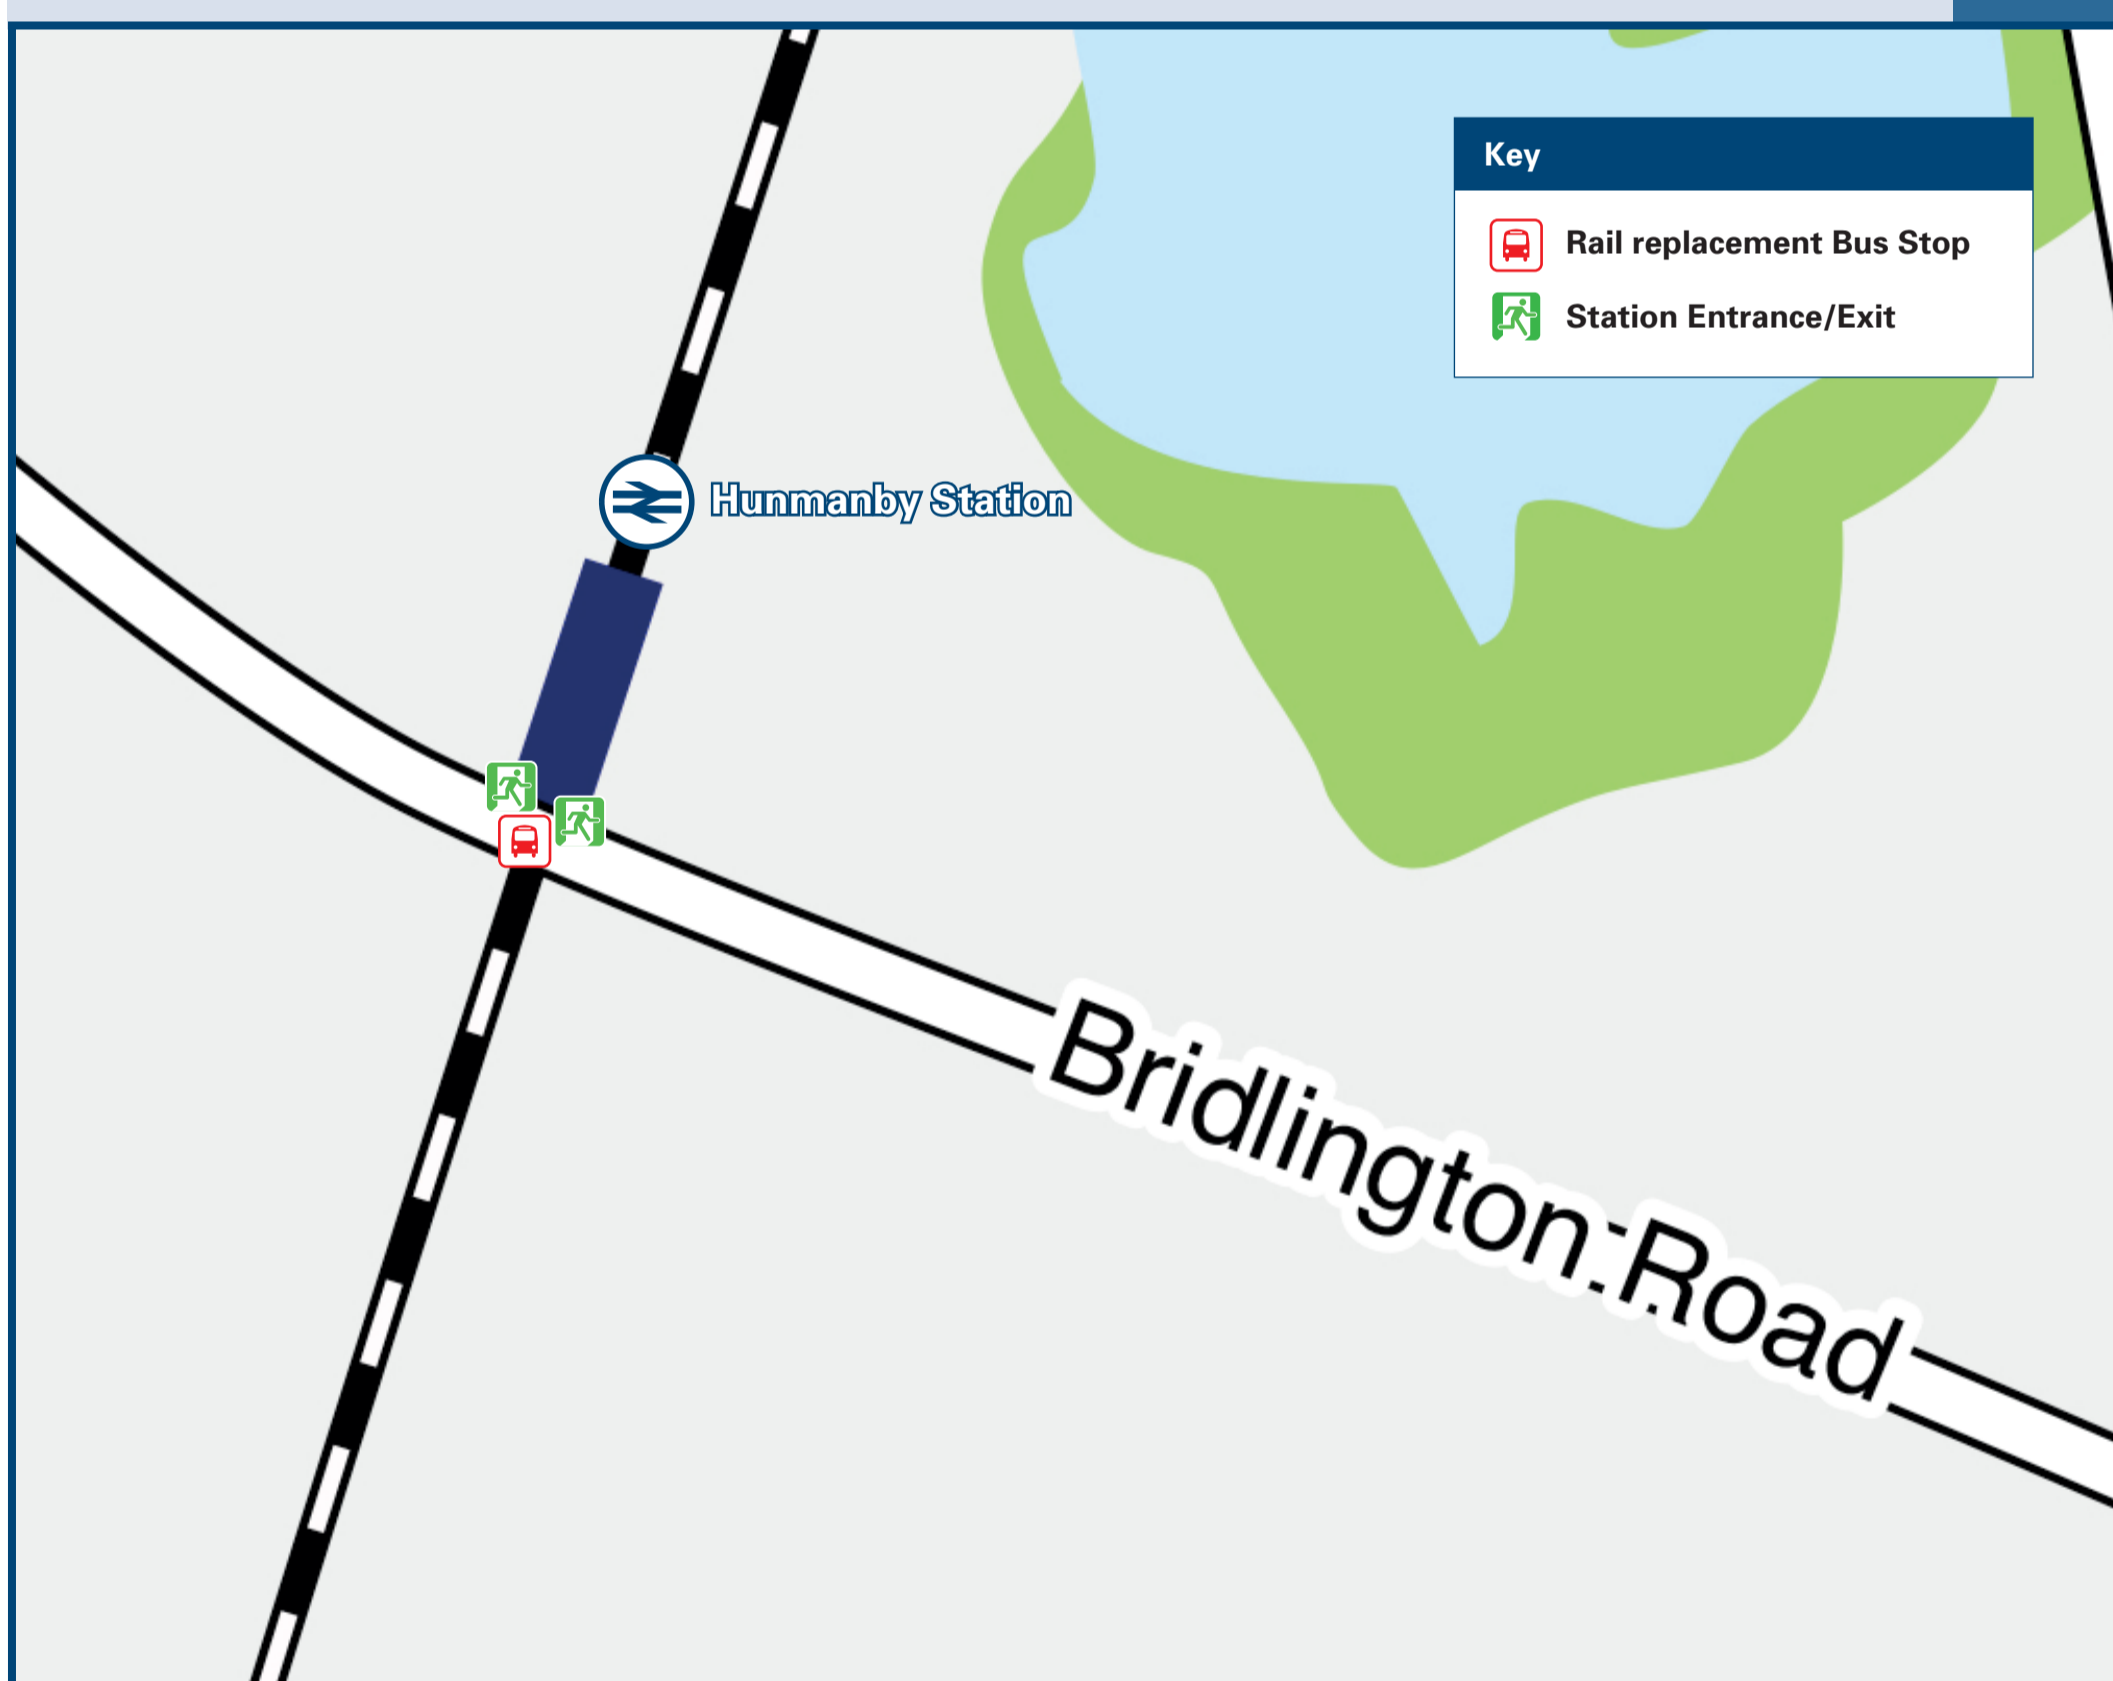 Key
Rail replacement Bus Stop
Station Entrance/Exit
Hunmanby Station
Bridlington Road